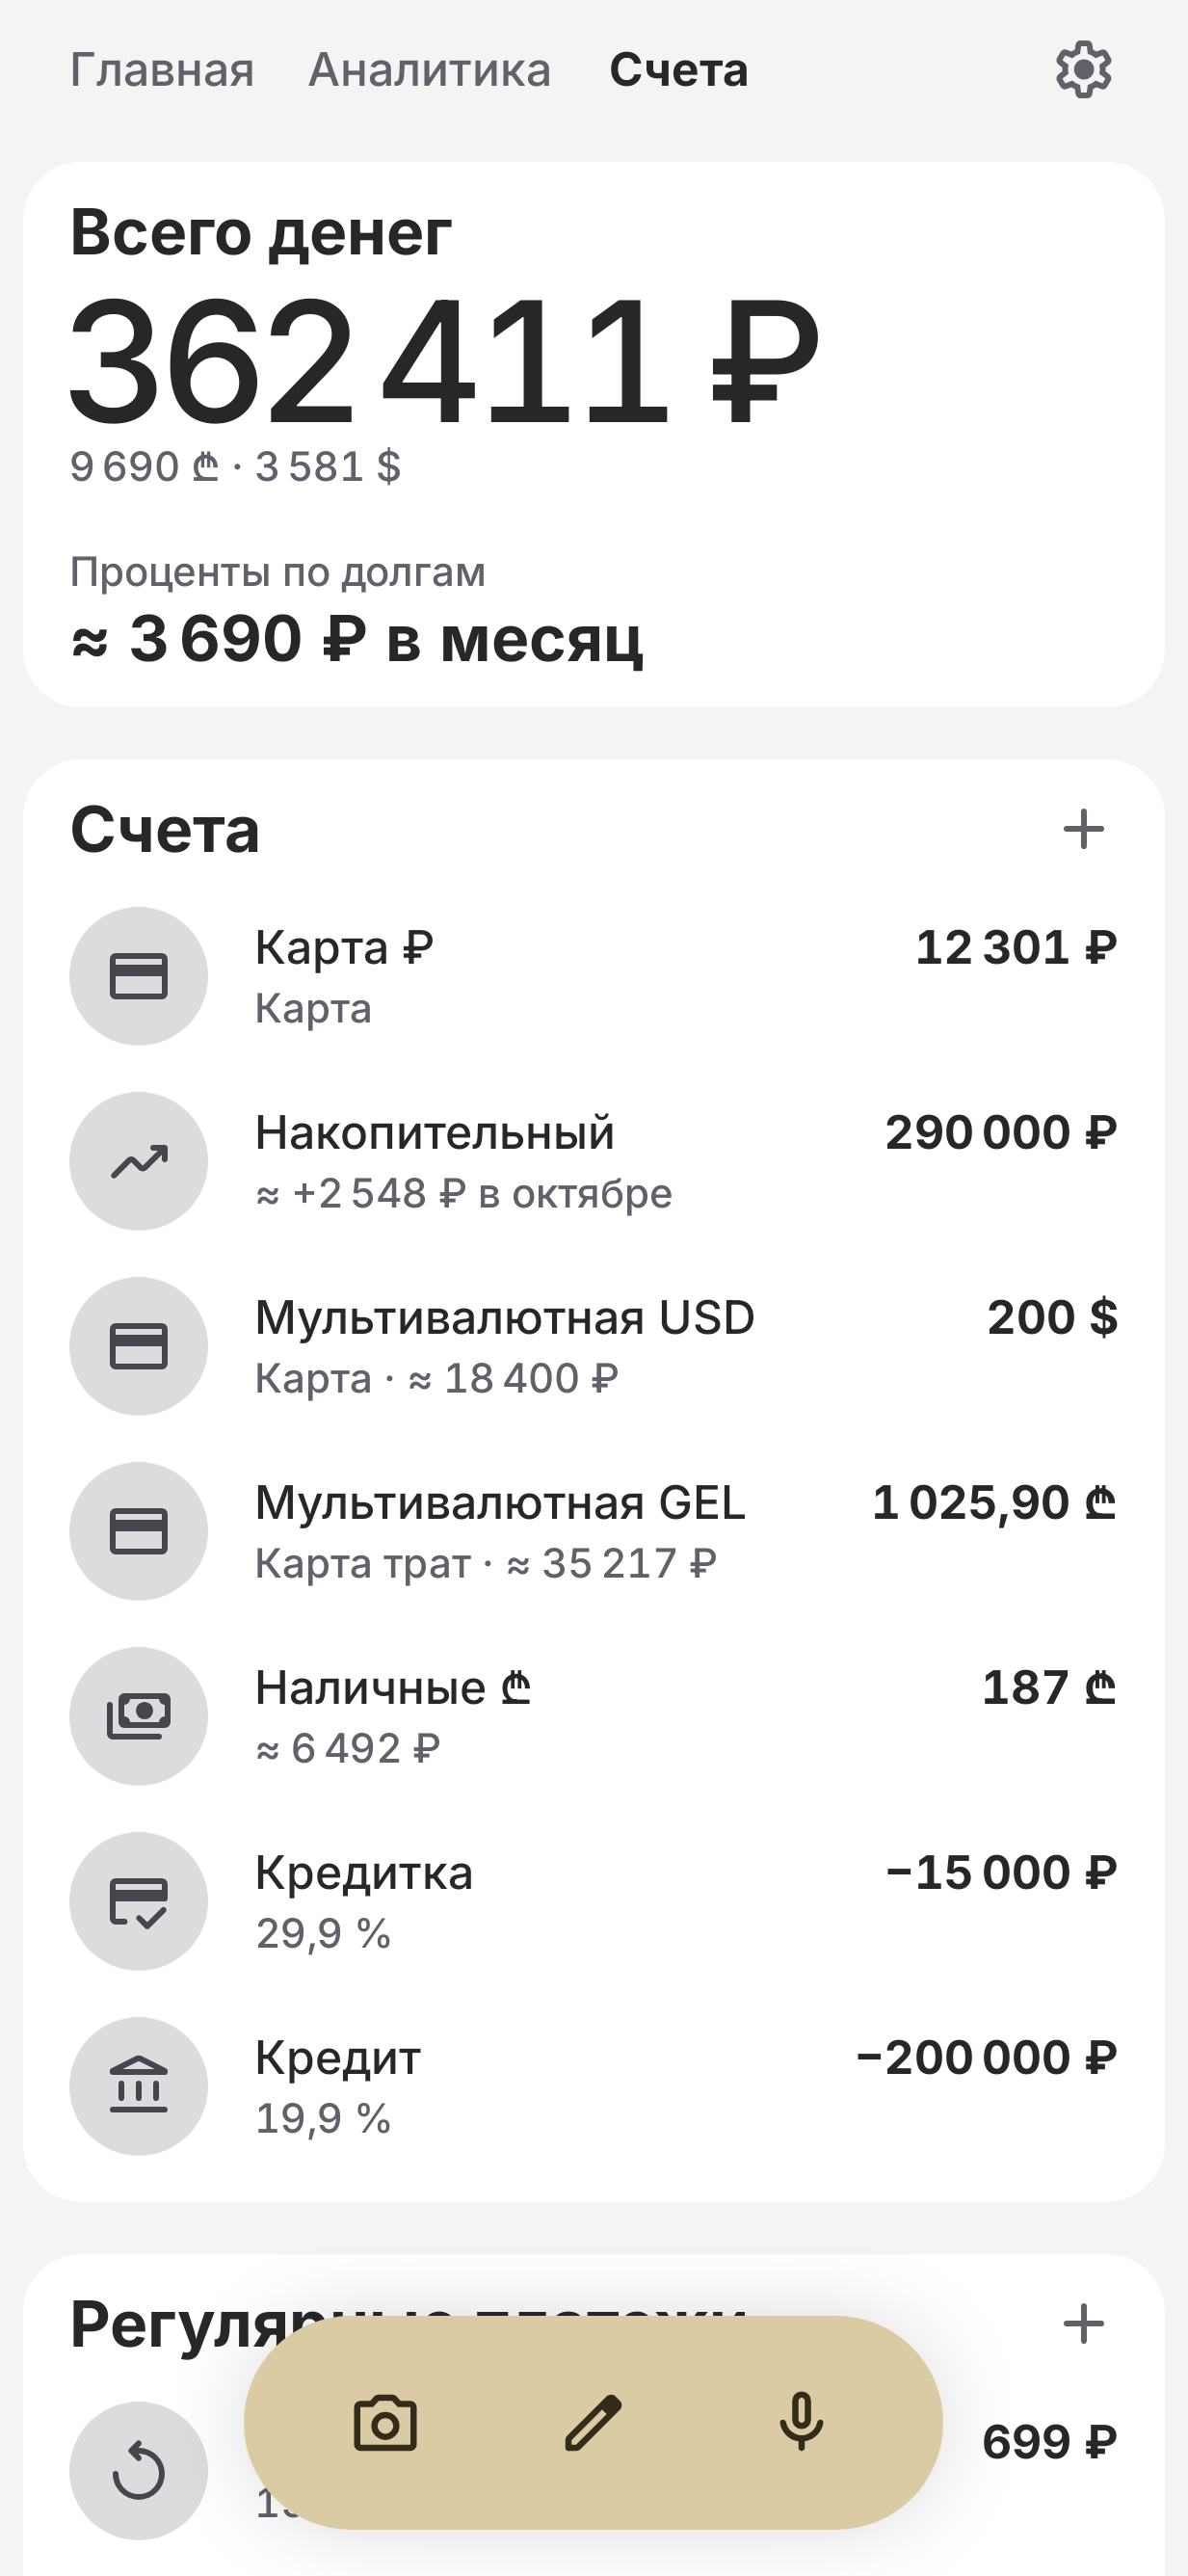 Главная Аналитика Счета
Всего денег
362 411 ₽
9 690 ₾ · 3 581 $
Проценты по долгам
≈ 3 690 ₽ в месяц
Счета
Карта ₽ 12 301 ₽
Карта
Накопительный 290 000 ₽
≈ +2 548 ₽ в октябре
Мультивалютная USD 200 $
Карта · ≈ 18 400 ₽
Мультивалютная GEL 1 025,90 ₾
Карта трат · ≈ 35 217 ₽
Наличные ₾ 187 ₾
≈ 6 492 ₽
Кредитка −15 000 ₽
29,9 %
Кредит −200 000 ₽
19,9 %
Регулярные платежи
699 ₽